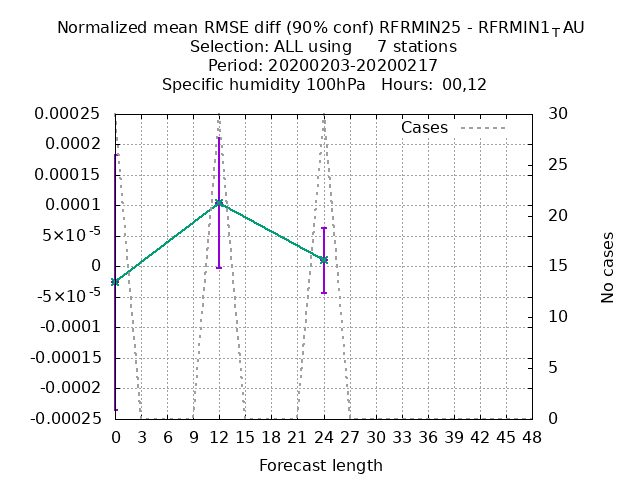 Normalized mean RMSE diff (90% conf) RFRMIN25 - RFRMIN1TAU
Selection: ALL using     7 stations
Period: 20200203-20200217
Specific humidity 100hPa   Hours: 00,12
Cases
0.00025
0.0002
0.00015
0.0001
5×10-5
0
-5×10-5
-0.0001
-0.00015
-0.0002
-0.00025
30
25
20
15
10
5
0
No cases
0 3 6 9 12 15 18 21 24 27 30 33 36 39 42 45 48
Forecast length